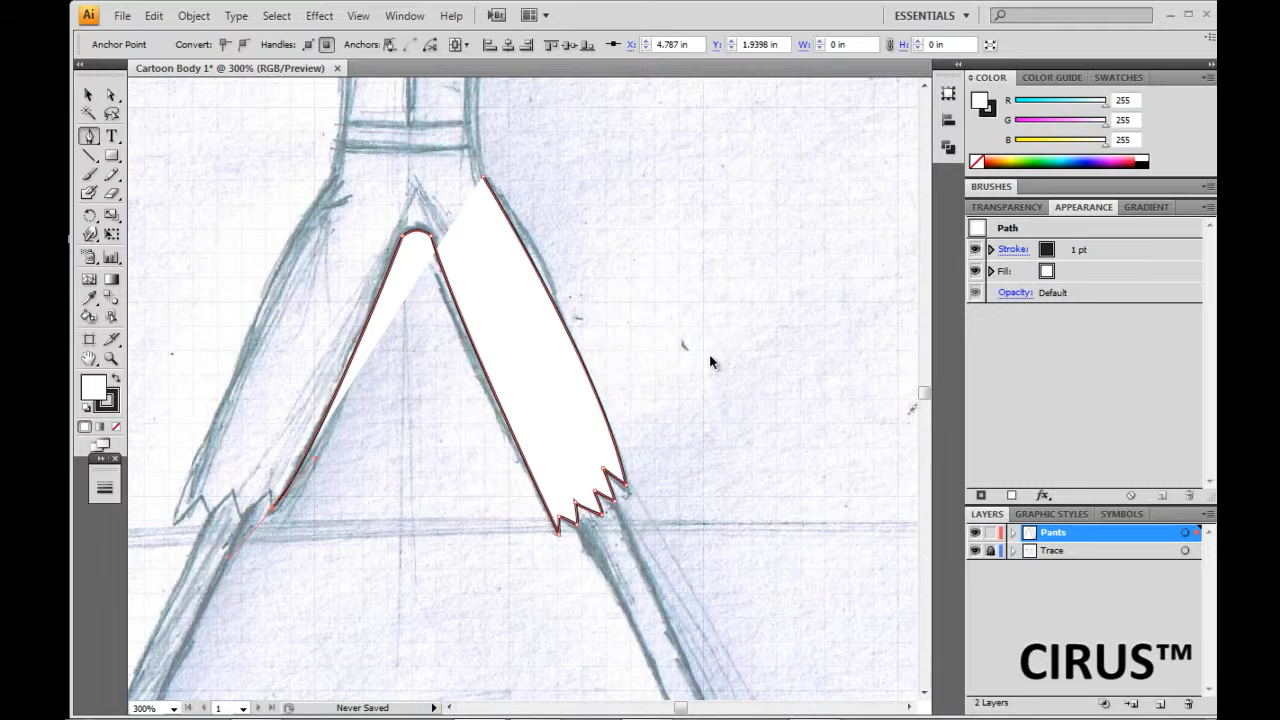 Ai File Edit Object Type Select Effect View Window Help Br ESSENTIALS
Anchor Point Convert: Handles: Anchors: X: 4.787 in Y: 1.9398 in W: 0 in H: 0 in
Cartoon Body 1* @ 300% (RGB/Preview)
COLOR COLOR GUIDE SWATCHES
R 255
G 255
B 255
BRUSHES
TRANSPARENCY APPEARANCE GRADIENT
Path
Stroke: 1 pt
Fill:
Opacity: Default
LAYERS GRAPHIC STYLES SYMBOLS
Pants
Trace
CIRUS™
2 Layers
300% 1 Never Saved